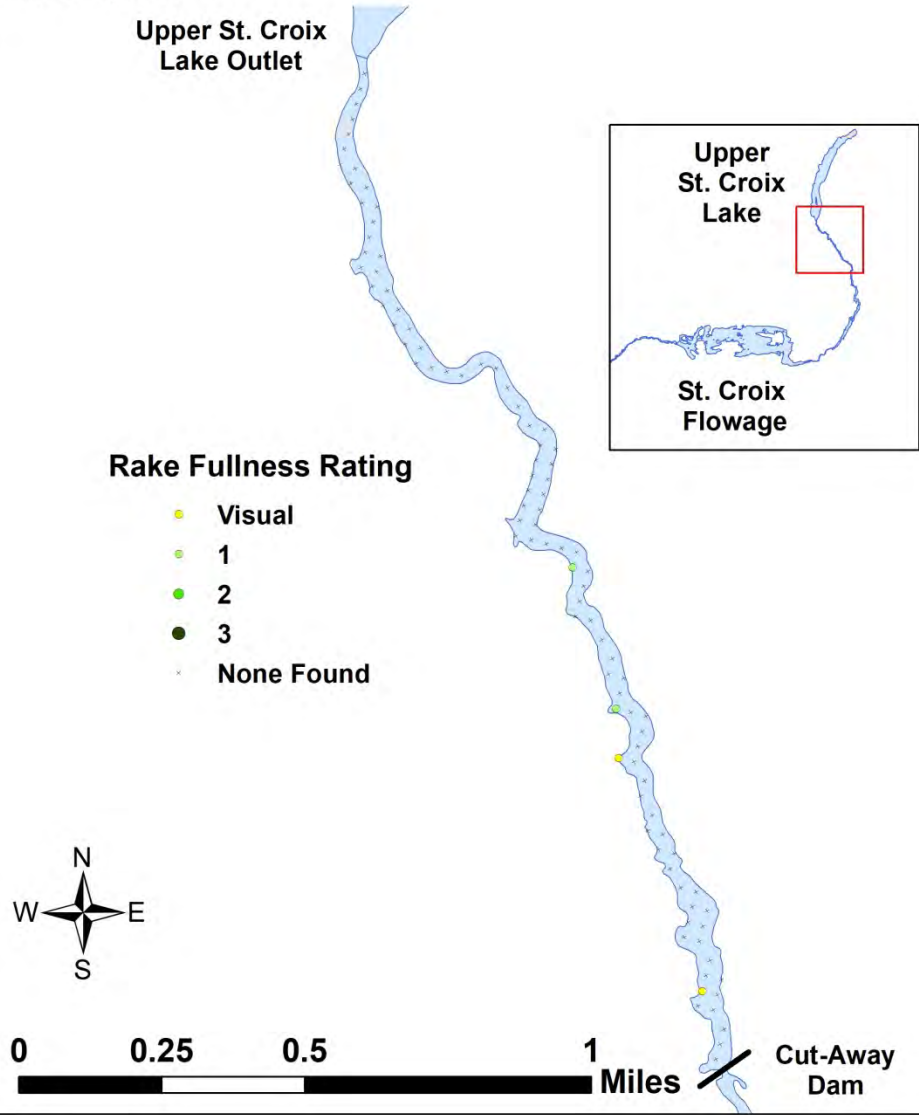 Upper St. Croix
Lake Outlet
Upper
St. Croix
Lake
St. Croix
Flowage
Rake Fullness Rating
Visual
1
2
3
None Found
N
W E
S
0 0.25 0.5 1
Miles
Cut-Away
Dam